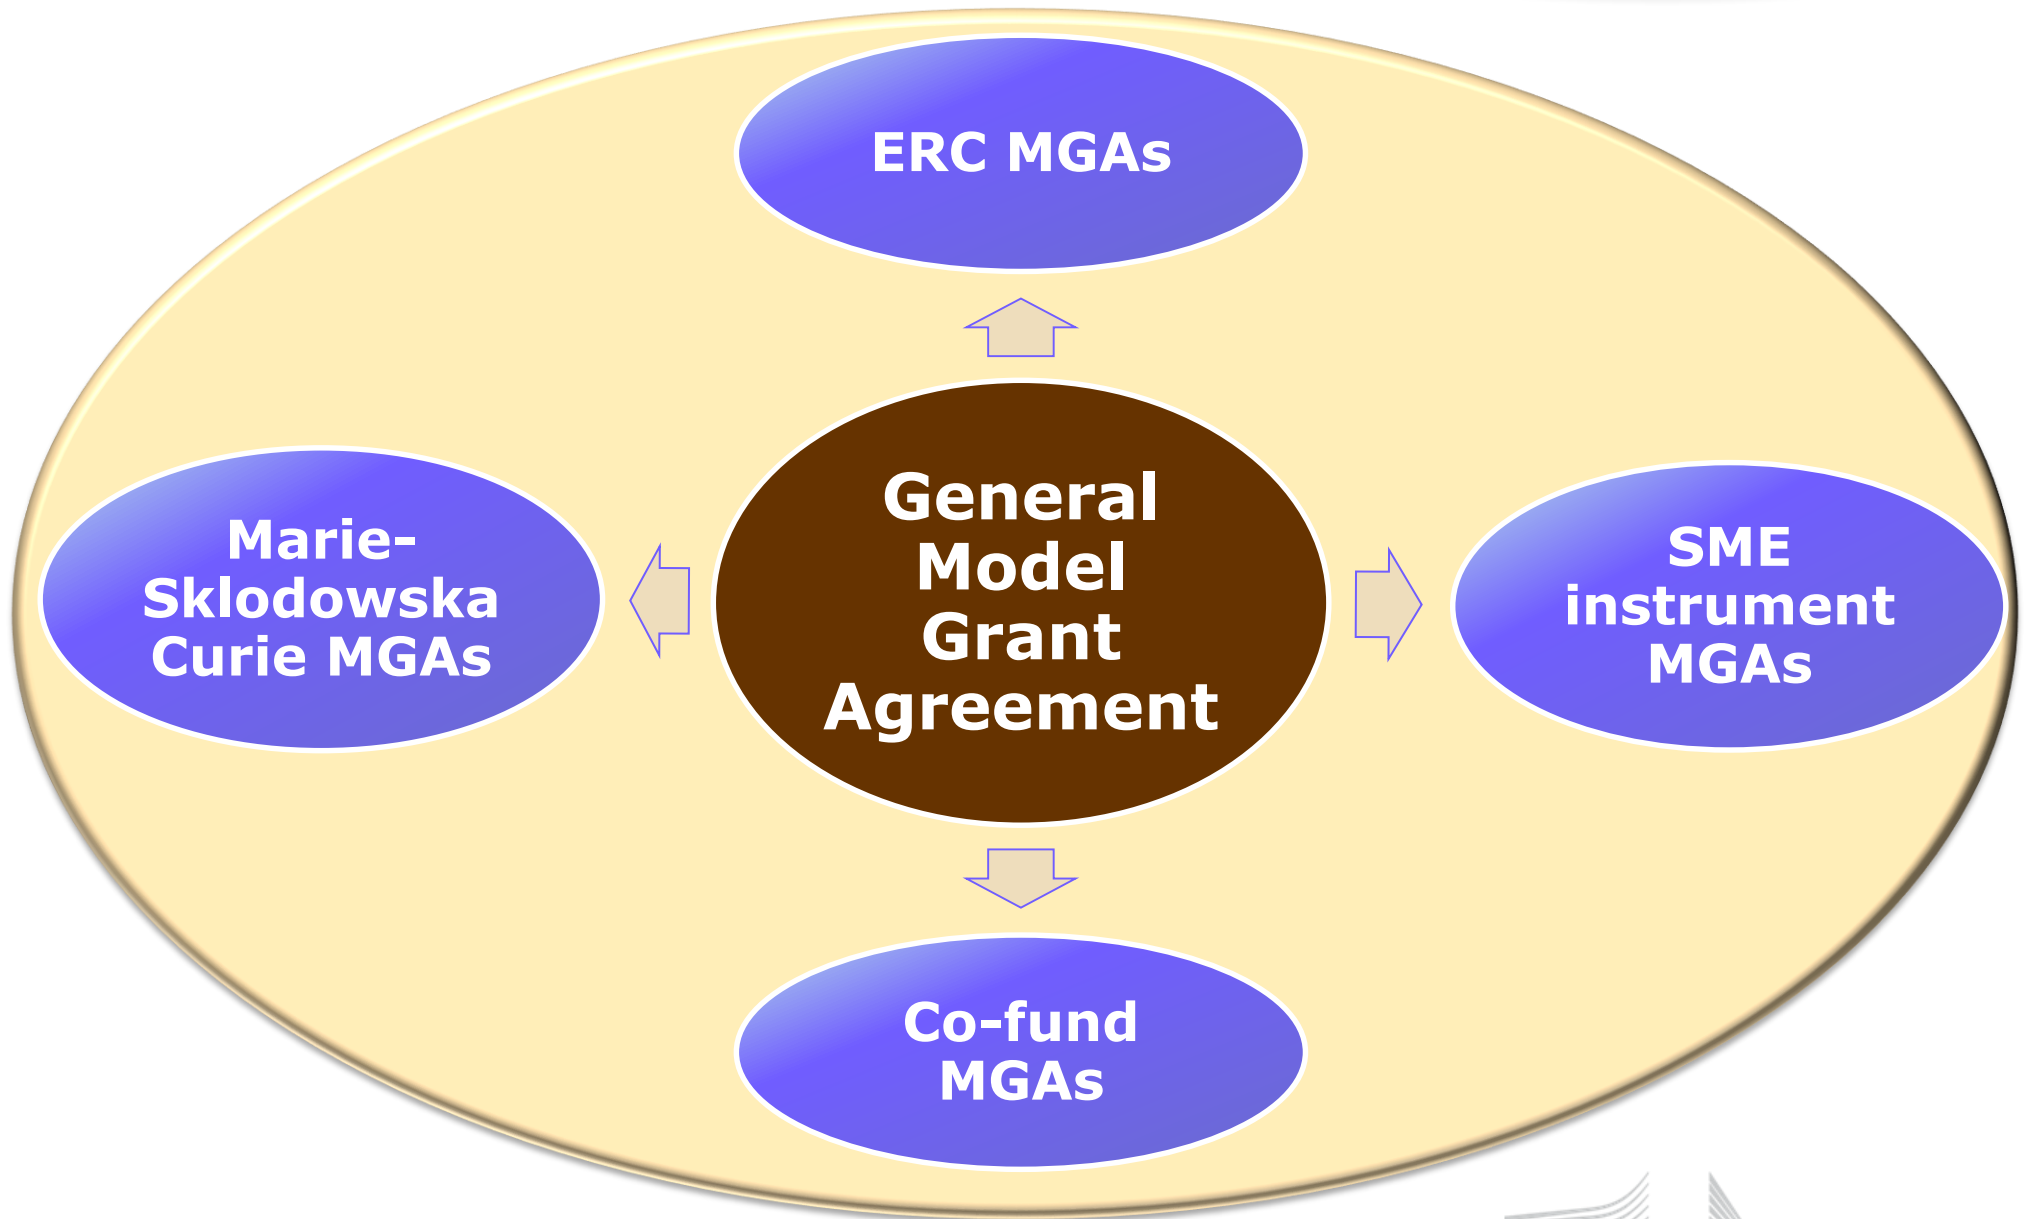 ERC MGAs
General
Model
Grant
Agreement
Marie-
Sklodowska
Curie MGAs
SME
instrument
MGAs
Co-fund
MGAs